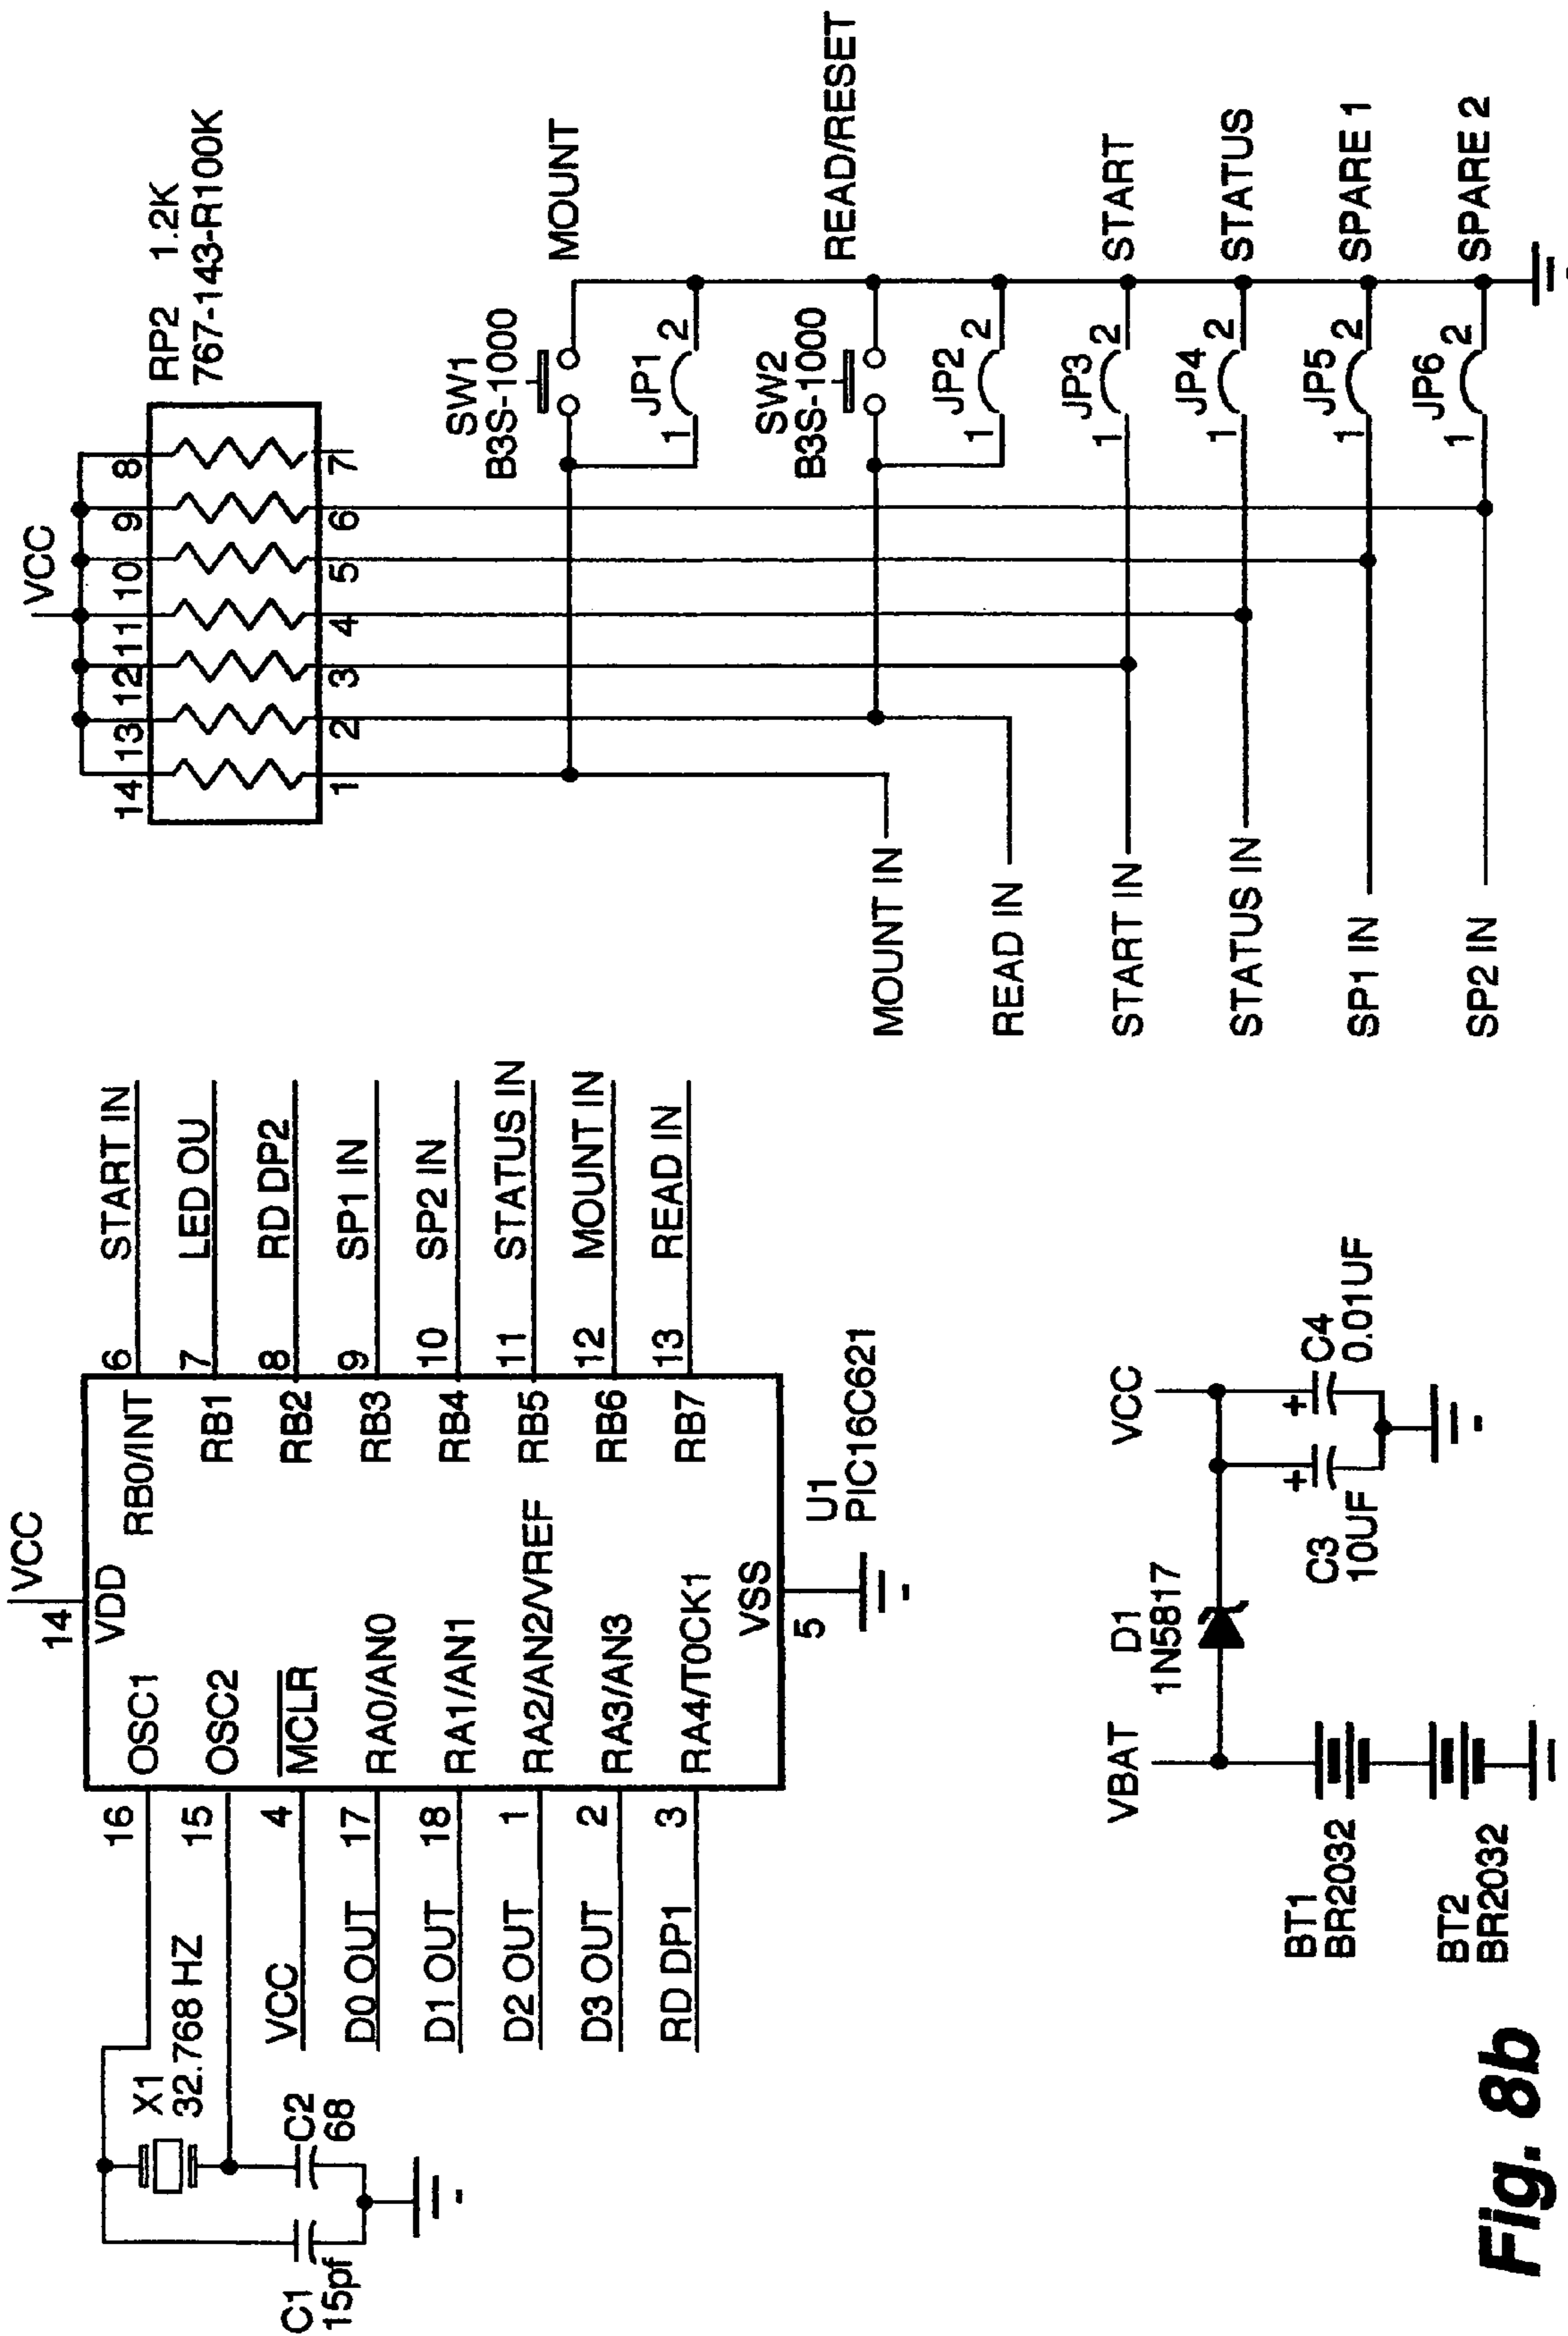 X1
32.768 HZ
C1
15pf
C2
68
VCC
14
VDD
16
OSC1
15
OSC2
4
MCLR
VCC
17
RA0/AN0
D0 OUT
18
RA1/AN1
D1 OUT
1
RA2/AN2/VREF
D2 OUT
2
RA3/AN3
D3 OUT
3
RA4/T0CK1
RD DP1
VSS
5
U1
PIC16C621
RB0/INT
6
START IN
RB1
7
LED OU
RB2
8
RD DP2
RB3
9
SP1 IN
RB4
10
SP2 IN
RB5
11
STATUS IN
RB6
12
MOUNT IN
RB7
13
READ IN
VCC
RP2 1.2K
767-143-R100K
14
13
12
11
10
9
8
1
2
3
4
5
6
7
SW1
B3S-1000
MOUNT
JP1
1
2
SW2
B3S-1000
READ/RESET
JP2
1
2
MOUNT IN
READ IN
START IN
JP3
1
2
START
STATUS IN
JP4
1
2
STATUS
SP1 IN
JP5
1
2
SPARE 1
SP2 IN
JP6
1
2
SPARE 2
VBAT
D1
1N5817
VCC
BT1
BR2032
BT2
BR2032
C3
10UF
+
C4
0.01UF
+
Fig. 8b